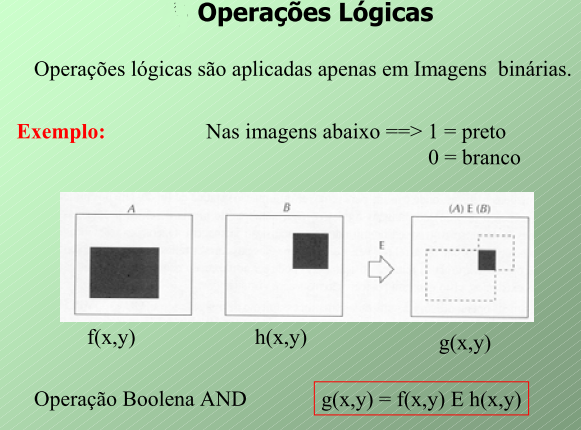 Operações Lógicas
Operações lógicas são aplicadas apenas em Imagens binárias.
Exemplo: Nas imagens abaixo ==> 1 = preto
0 = branco
A B (A) E (B)
E
f(x,y) h(x,y) g(x,y)
Operação Boolena AND g(x,y) = f(x,y) E h(x,y)